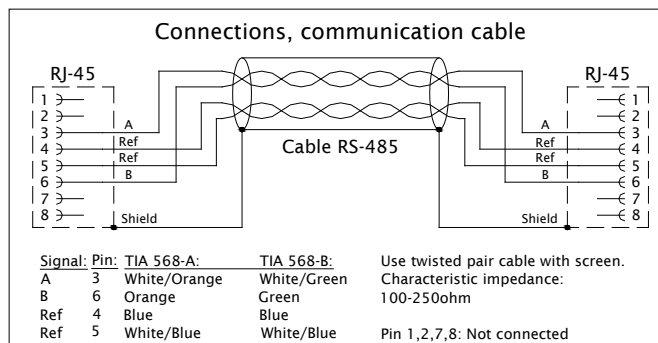 Connections, communication cable
RJ-45
RJ-45
1
2
3
4
5
6
7
8
A
Ref
Ref
B
Shield
Cable RS-485
A
Ref
Ref
B
Shield
1
2
3
4
5
6
7
8
Signal: Pin: TIA 568-A: TIA 568-B:
A 3 White/Orange White/Green
B 6 Orange Green
Ref 4 Blue Blue
Ref 5 White/Blue White/Blue
Use twisted pair cable with screen.
Characteristic impedance:
100-250ohm
Pin 1,2,7,8: Not connected